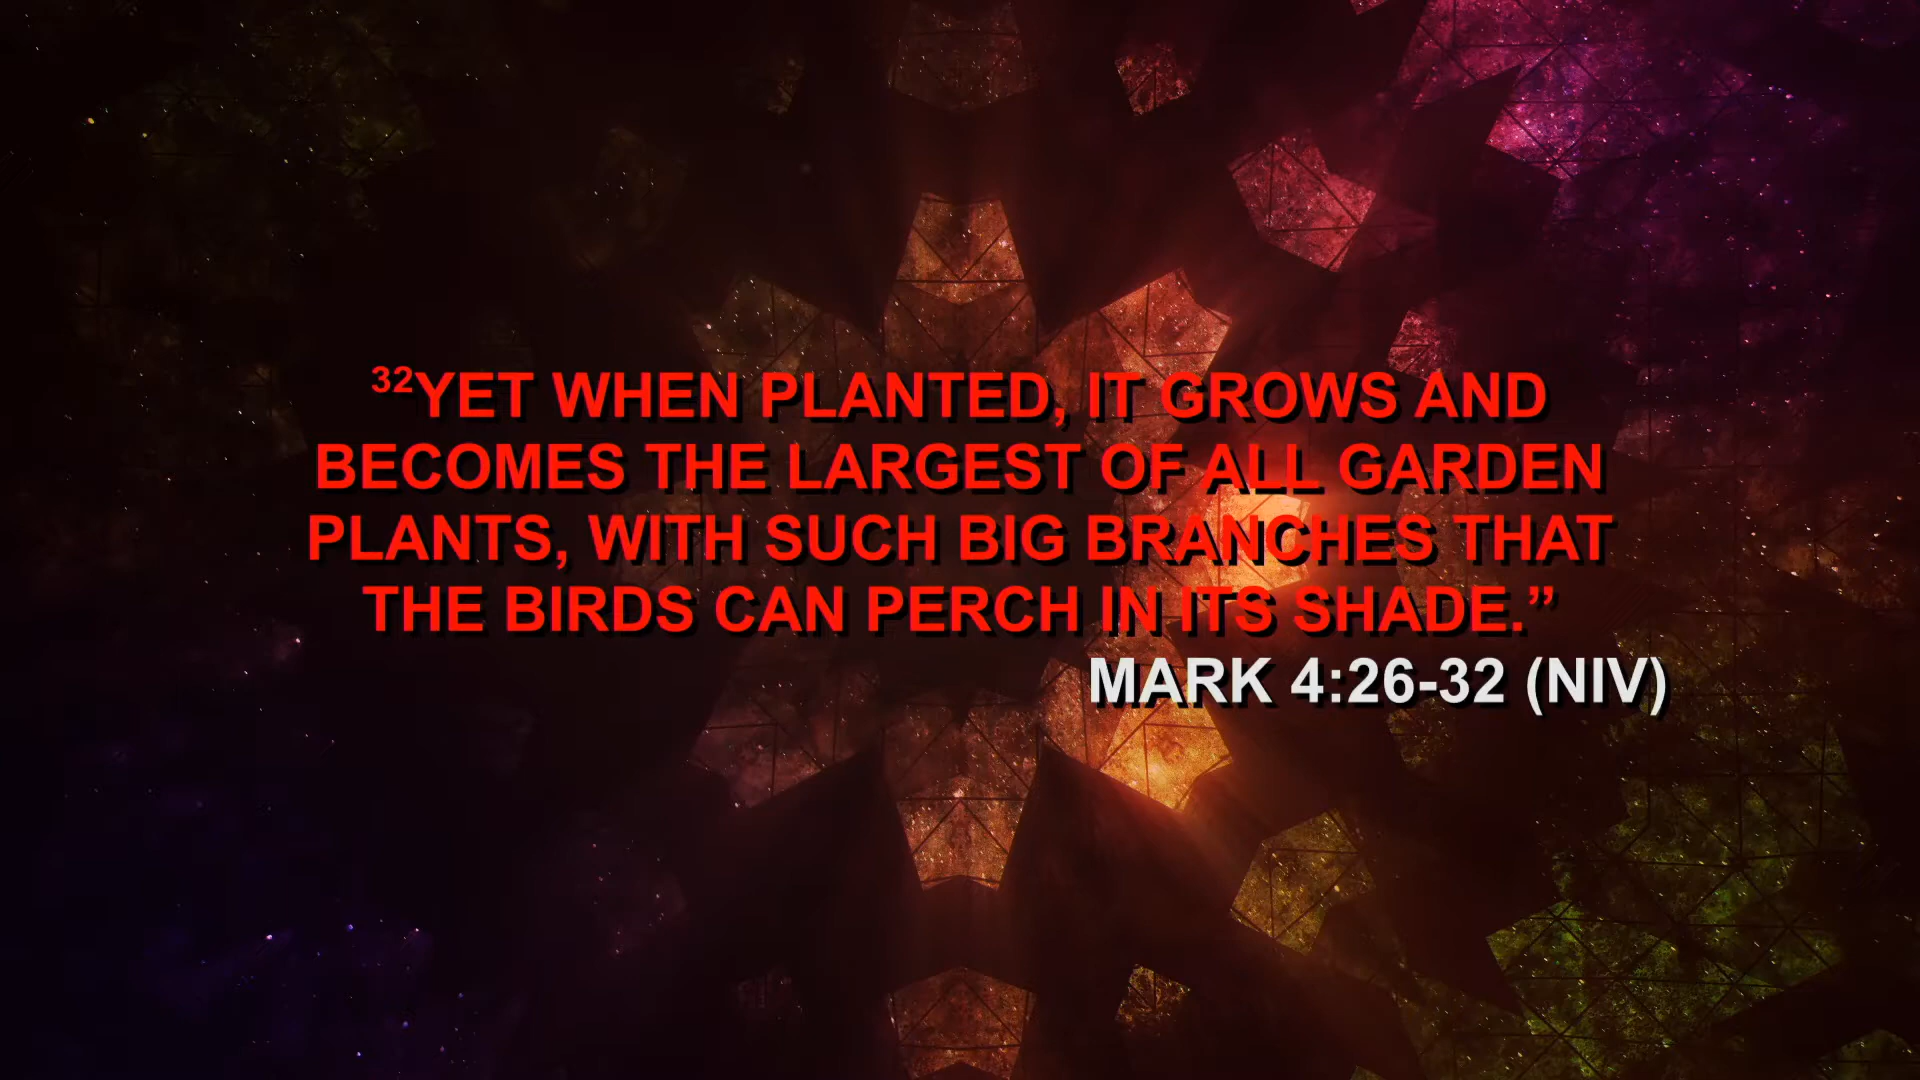 ³²YET WHEN PLANTED, IT GROWS AND
BECOMES THE LARGEST OF ALL GARDEN
PLANTS, WITH SUCH BIG BRANCHES THAT
THE BIRDS CAN PERCH IN ITS SHADE.”
MARK 4:26-32 (NIV)